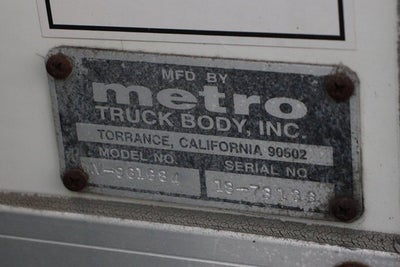 MFD BY
metro
TRUCK BODY, INC.
TORRANCE, CALIFORNIA 90502
MODEL NO. SERIAL NO.